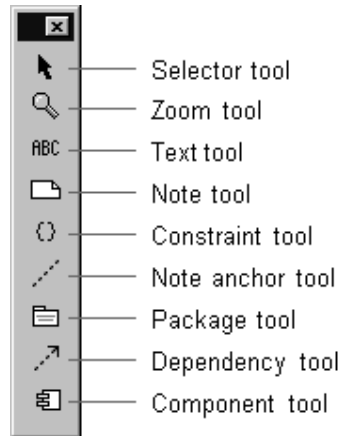 Selector tool
Zoom tool
ABC Text tool
Note tool
Constraint tool
Note anchor tool
Package tool
Dependency tool
Component tool